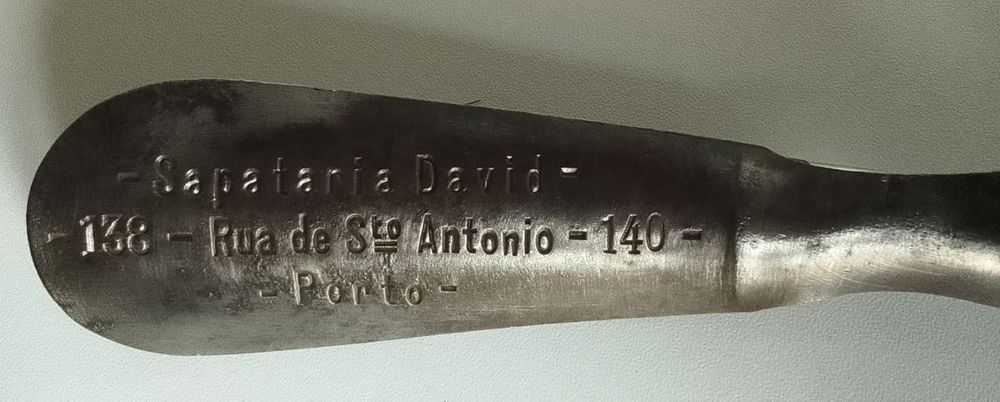 - Sapataria David -
- 138 - Rua de Sto Antonio - 140 -
- Porto -